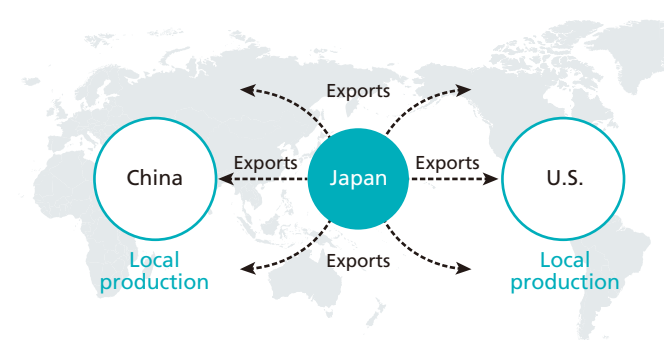 Exports
China
Exports
Japan
Exports
U.S.
Local
production
Exports
Local
production